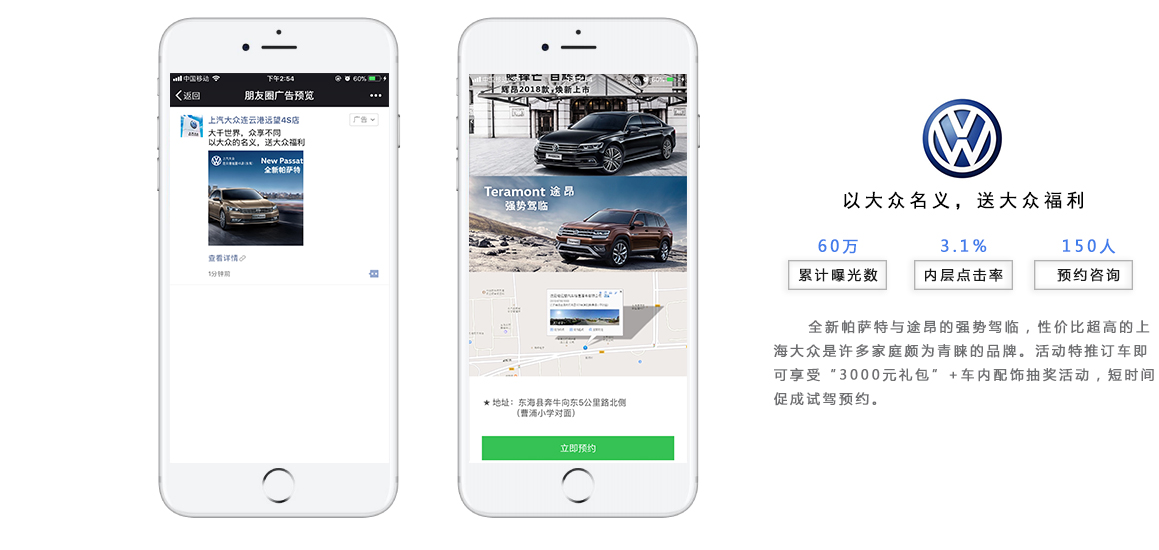 中国移动
下午2:54
60%
返回
朋友圈广告预览
上汽大众连云港远望4S店
广告
大千世界，众享不同
以大众的名义，送大众福利
上汽大众
New Passat
全新帕萨特
查看详情
1分钟前
辉昂2018款 焕新上市
Teramont 途昂
强势驾临
★ 地址：东海县奔牛向东5公里路北侧
（曹浦小学对面）
立即预约
以大众名义，送大众福利
60万
3.1%
150人
累计曝光数
内层点击率
预约咨询
全新帕萨特与途昂的强势驾临，性价比超高的上
海大众是许多家庭颇为青睐的品牌。活动特推订车即
可享受“3000元礼包”+车内配饰抽奖活动，短时间
促成试驾预约。